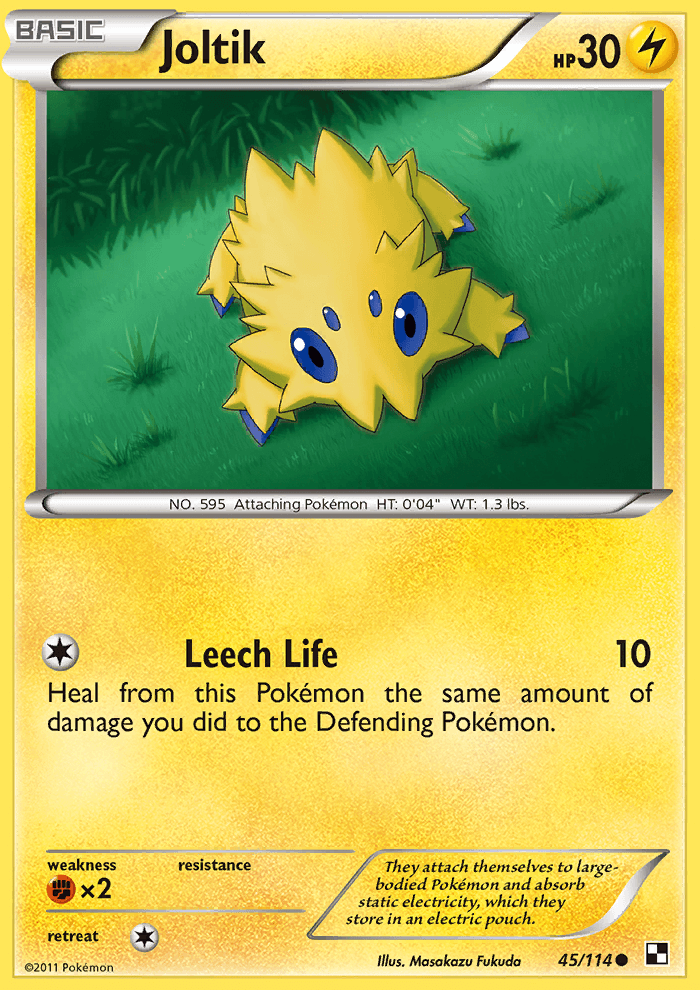 BASIC
Joltik
HP30
NO. 595 Attaching Pokémon HT: 0'04" WT: 1.3 lbs.
Leech Life 10
Heal from this Pokémon the same amount of
damage you did to the Defending Pokémon.
weakness resistance
×2
retreat
They attach themselves to large-
bodied Pokémon and absorb
static electricity, which they
store in an electric pouch.
©2011 Pokémon
Illus. Masakazu Fukuda 45/114